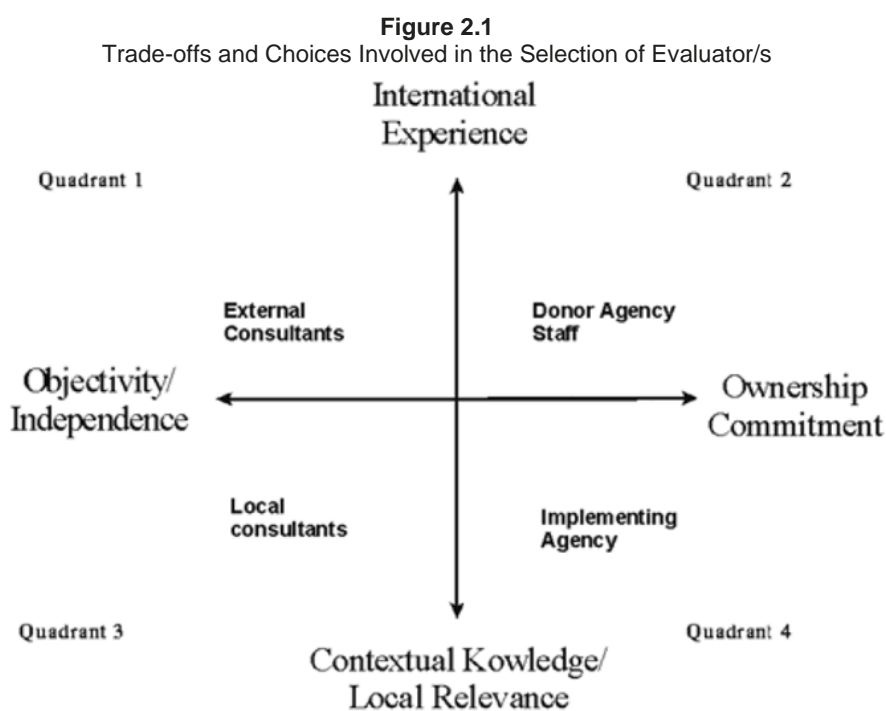 Figure 2.1
Trade-offs and Choices Involved in the Selection of Evaluator/s
International
Experience
Quadrant 1
Quadrant 2
External
Consultants
Donor Agency
Staff
Objectivity/
Independence
Ownership
Commitment
Local
consultants
Implementing
Agency
Quadrant 3
Quadrant 4
Contextual Kowledge/
Local Relevance